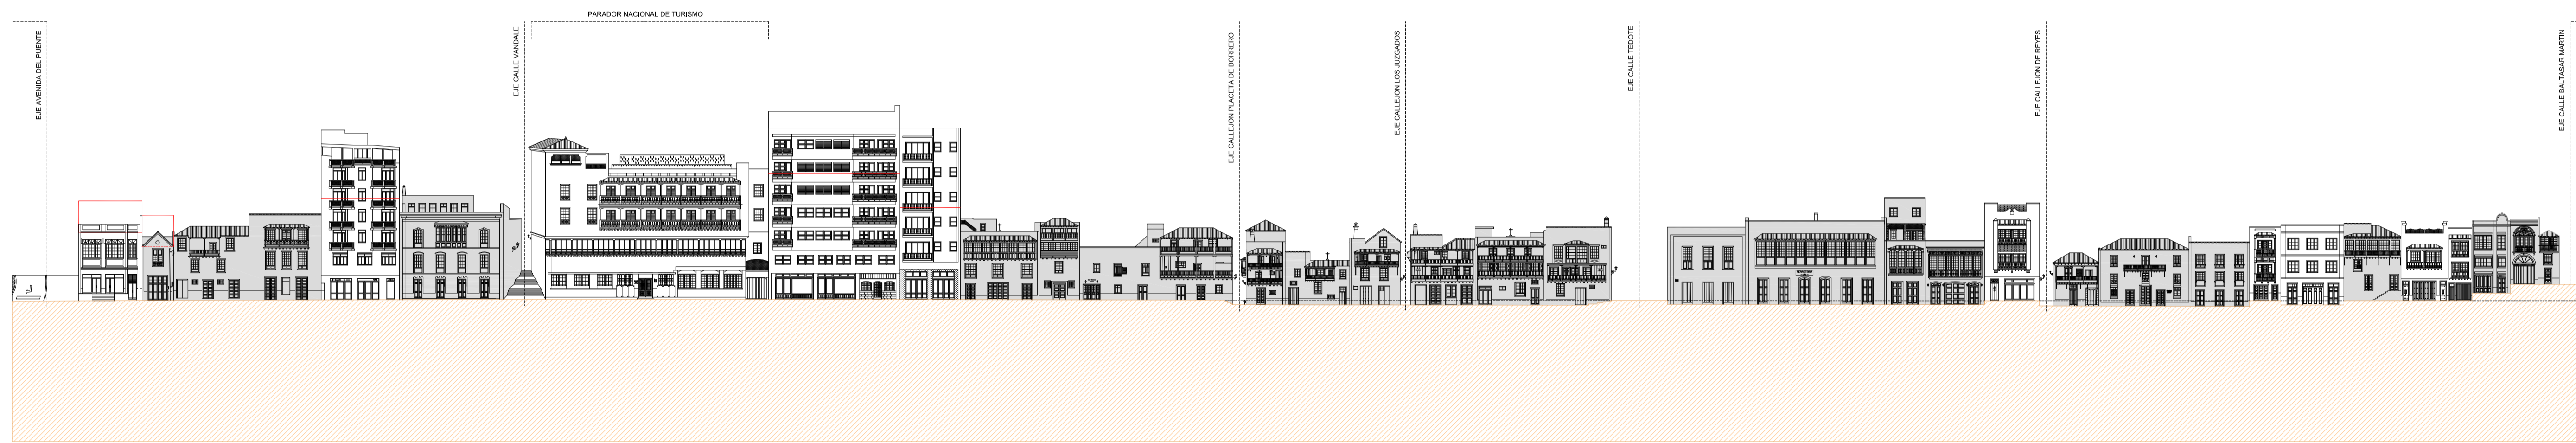 PARADOR NACIONAL DE TURISMO
EJE AVENIDA DEL PUENTE
EJE CALLE VANDALE
EJE CALLEJON PLACETA DE BORRERO
EJE CALLEJON LOS JUZGADOS
EJE CALLE TEDOTE
EJE CALLEJON DE REYES
EJE CALLE BALTASAR MARTÍN